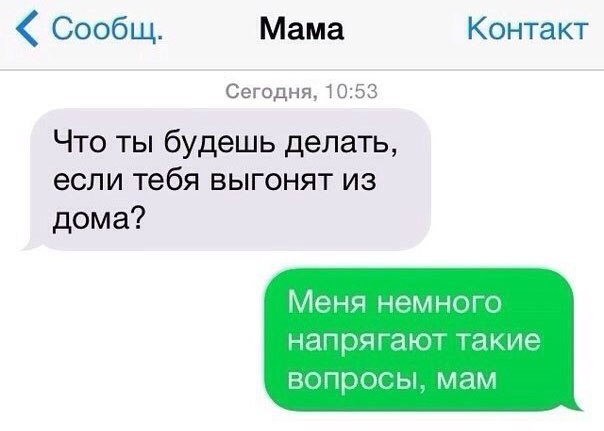 Сообщ. Мама Контакт
Сегодня, 10:53
Что ты будешь делать,
если тебя выгонят из
дома?
Меня немного
напрягают такие
вопросы, мам